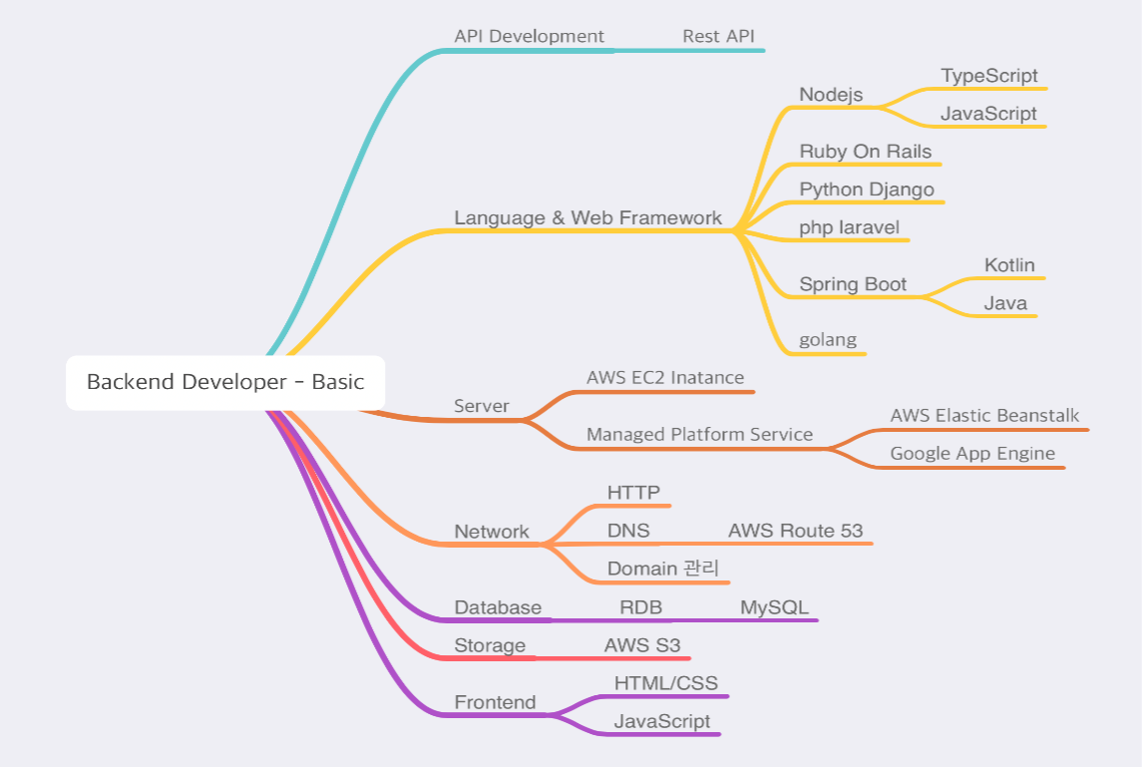 API Development
Rest API
Language & Web Framework
Nodejs
TypeScript
JavaScript
Ruby On Rails
Python Django
php laravel
Spring Boot
Kotlin
Java
golang
Backend Developer - Basic
Server
AWS EC2 Inatance
Managed Platform Service
AWS Elastic Beanstalk
Google App Engine
Network
HTTP
DNS
AWS Route 53
Domain 관리
Database
RDB
MySQL
Storage
AWS S3
Frontend
HTML/CSS
JavaScript